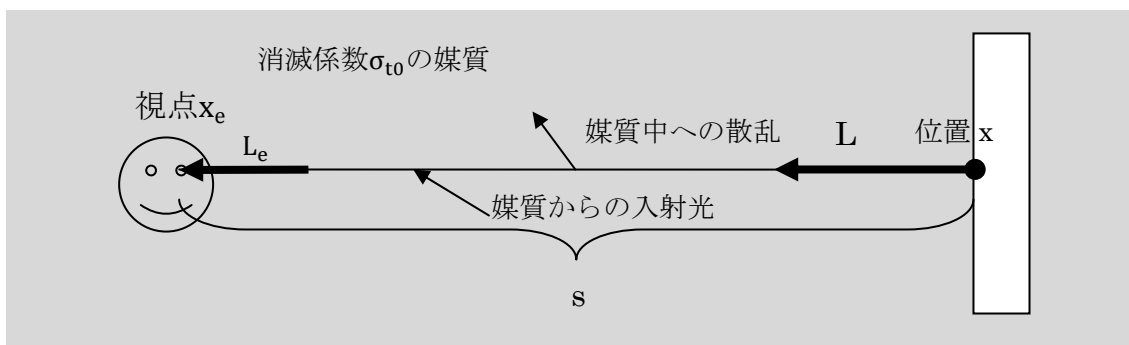 消滅係数σt0の媒質
視点xe
媒質中への散乱
L
位置 x
Le
媒質からの入射光
s